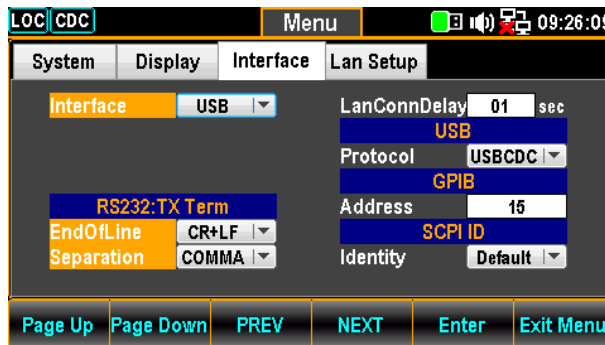 LOC CDC Menu 09:26:09
System Display Interface Lan Setup
Interface USB LanConnDelay 01 sec
USB
Protocol USBCDC
GPIB
RS232:TX Term Address 15
EndOfLine CR+LF SCPI ID
Separation COMMA Identity Default
Page Up Page Down PREV NEXT Enter Exit Menu